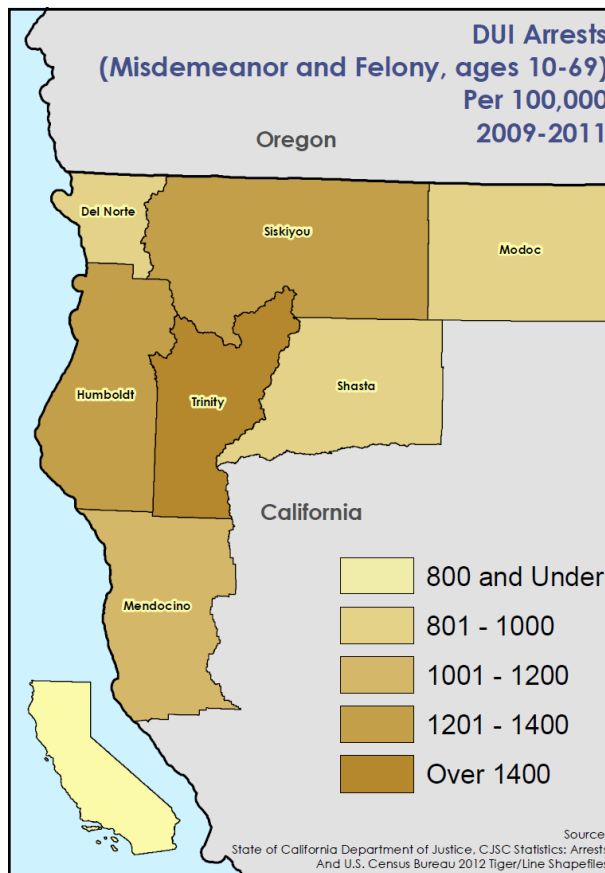 DUI Arrests
(Misdemeanor and Felony, ages 10-69)
Per 100,000
2009-2011
Oregon
Del Norte
Siskiyou
Modoc
Humboldt
Trinity
Shasta
California
Mendocino
800 and Under
801 - 1000
1001 - 1200
1201 - 1400
Over 1400
Source
State of California Department of Justice, CJSC Statistics: Arrests
And U.S. Census Bureau 2012 Tiger/Line Shapefiles